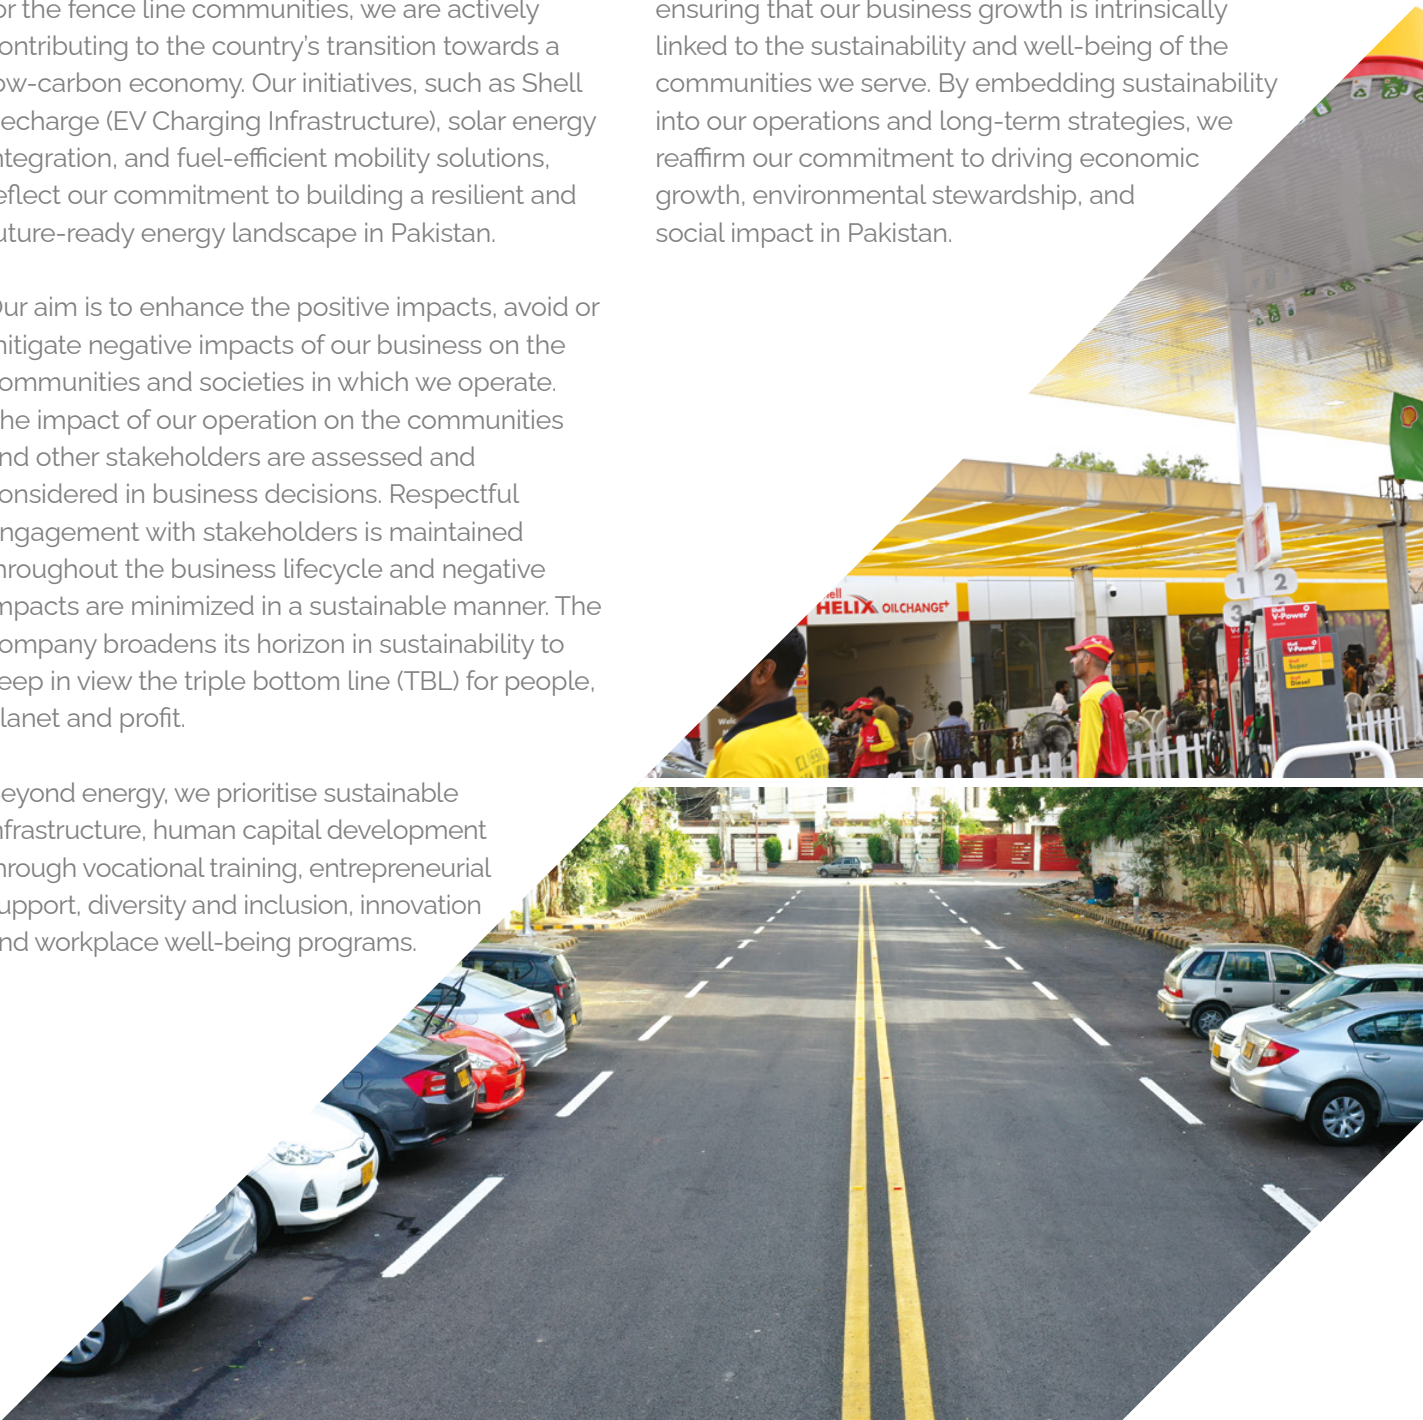 or the fence line communities, we are actively
ontributing to the country's transition towards a
ow-carbon economy. Our initiatives, such as Shell
echarge (EV Charging Infrastructure), solar energy
ntegration, and fuel-efficient mobility solutions,
eflect our commitment to building a resilient and
uture-ready energy landscape in Pakistan.
Our aim is to enhance the positive impacts, avoid or
mitigate negative impacts of our business on the
ommunities and societies in which we operate.
he impact of our operation on the communities
nd other stakeholders are assessed and
onsidered in business decisions. Respectful
ngagement with stakeholders is maintained
hroughout the business lifecycle and negative
mpacts are minimized in a sustainable manner. The
ompany broadens its horizon in sustainability to
eep in view the triple bottom line (TBL) for people,
lanet and profit.
eyond energy, we prioritise sustainable
nfrastructure, human capital development
hrough vocational training, entrepreneurial
upport, diversity and inclusion, innovation
nd workplace well-being programs.
ensuring that our business growth is intrinsically
linked to the sustainability and well-being of the
communities we serve. By embedding sustainability
into our operations and long-term strategies, we
reaffirm our commitment to driving economic
growth, environmental stewardship, and
social impact in Pakistan.
HELIX OILCHANGE+
1 2
3
Shell
V-Power
Shell
V-Power
Shell
Super
Shell
Diesel